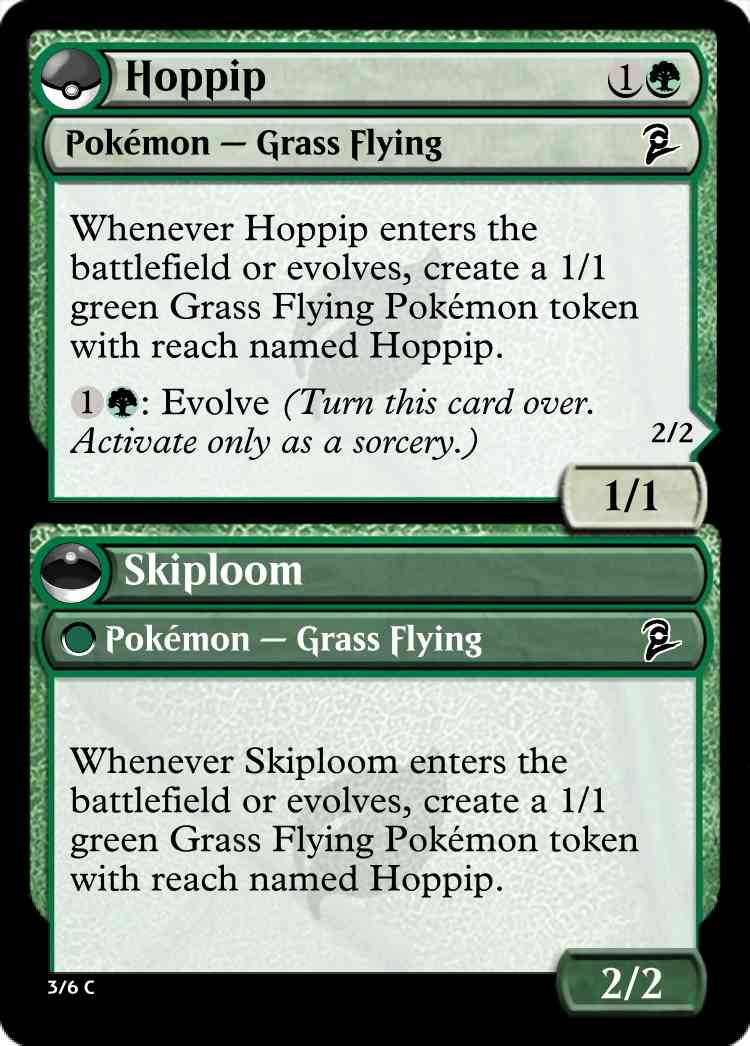 Hoppip 1
Pokémon — Grass Flying
Whenever Hoppip enters the
battlefield or evolves, create a 1/1
green Grass Flying Pokémon token
with reach named Hoppip.
1: Evolve (Turn this card over.
Activate only as a sorcery.)
2/2
1/1
Skiploom
Pokémon — Grass Flying
Whenever Skiploom enters the
battlefield or evolves, create a 1/1
green Grass Flying Pokémon token
with reach named Hoppip.
3/6 C
2/2